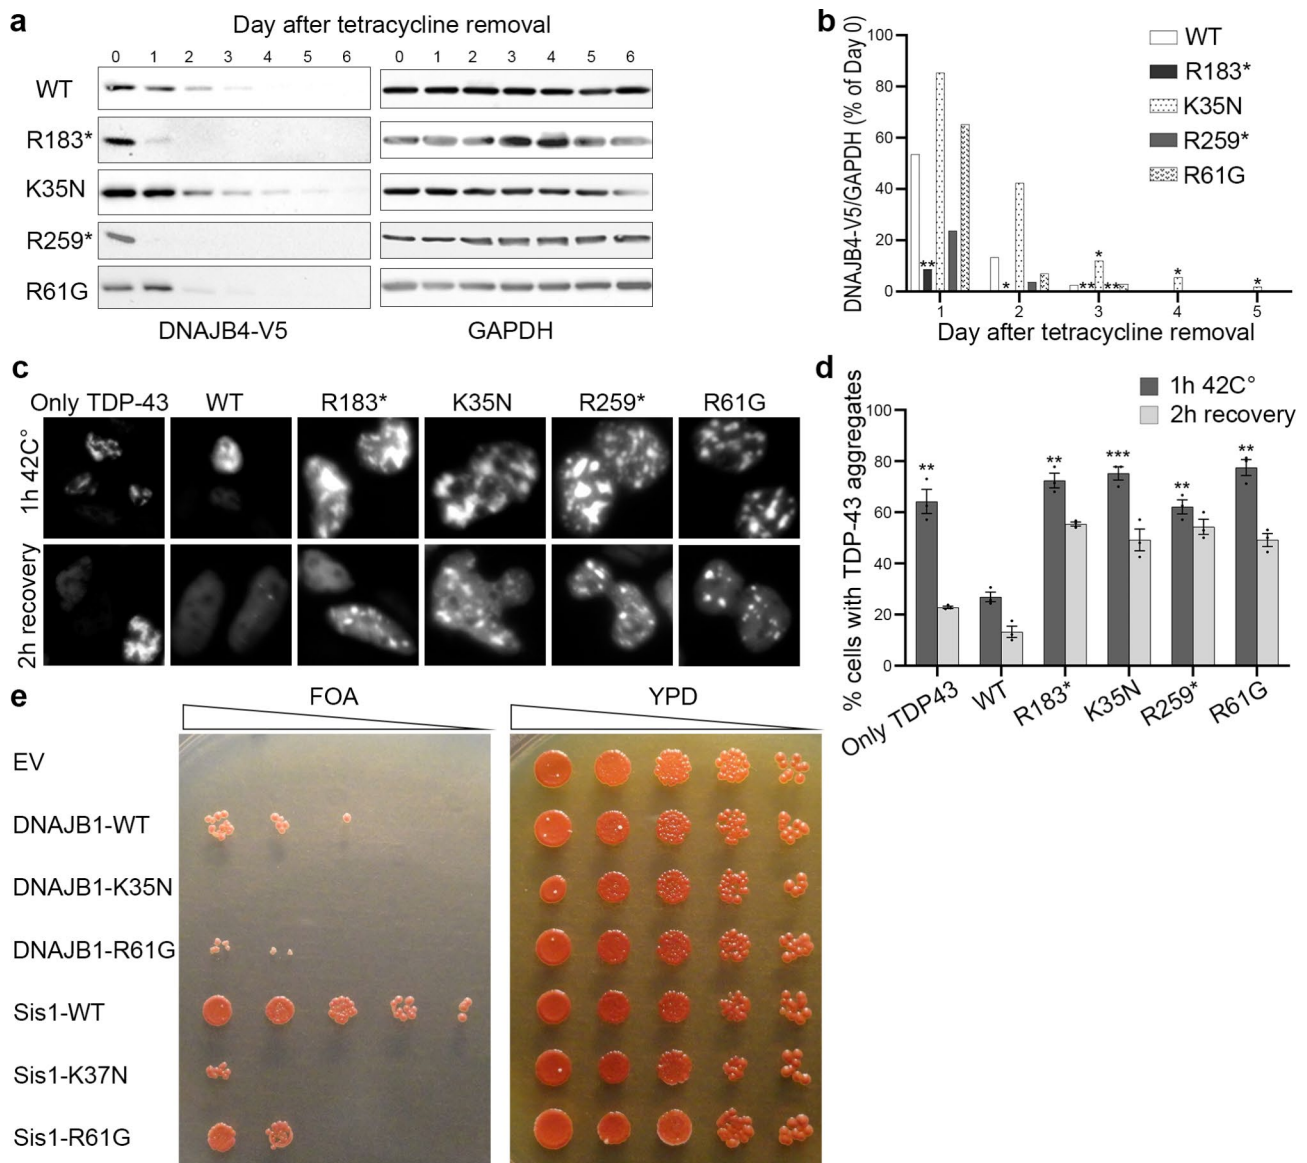 a
Day after tetracycline removal
0 1 2 3 4 5 6
0 1 2 3 4 5 6
WT
R183*
K35N
R259*
R61G
DNAJB4-V5
GAPDH
b
DNAJB4-V5/GAPDH (% of Day 0)
100
80
60
40
20
0
WT
R183*
K35N
R259*
R61G
**
*
** * **
*
*
1 2 3 4 5
Day after tetracycline removal
c
Only TDP-43 WT R183* K35N R259* R61G
1h 42C°
2h recovery
d
% cells with TDP-43 aggregates
1h 42C°
2h recovery
100
80
60
40
20
0
** ** *** ** **
Only TDP43 WT R183* K35N R259* R61G
e
FOA YPD
EV
DNAJB1-WT
DNAJB1-K35N
DNAJB1-R61G
Sis1-WT
Sis1-K37N
Sis1-R61G